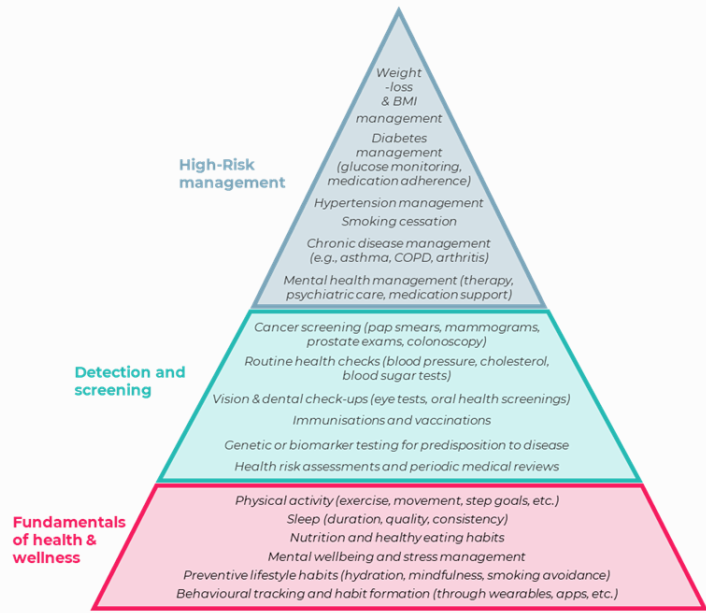 Weight
-loss
& BMI
management
Diabetes
management
(glucose monitoring,
medication adherence)
High-Risk
management
Hypertension management
Smoking cessation
Chronic disease management
(e.g., asthma, COPD, arthritis)
Mental health management (therapy,
psychiatric care, medication support)
Cancer screening (pap smears, mammograms,
prostate exams, colonoscopy)
Routine health checks (blood pressure, cholesterol,
blood sugar tests)
Detection and
screening
Vision & dental check-ups (eye tests, oral health screenings)
Immunisations and vaccinations
Genetic or biomarker testing for predisposition to disease
Health risk assessments and periodic medical reviews
Physical activity (exercise, movement, step goals, etc.)
Sleep (duration, quality, consistency)
Fundamentals
of health &
wellness
Nutrition and healthy eating habits
Mental wellbeing and stress management
Preventive lifestyle habits (hydration, mindfulness, smoking avoidance)
Behavioural tracking and habit formation (through wearables, apps, etc.)